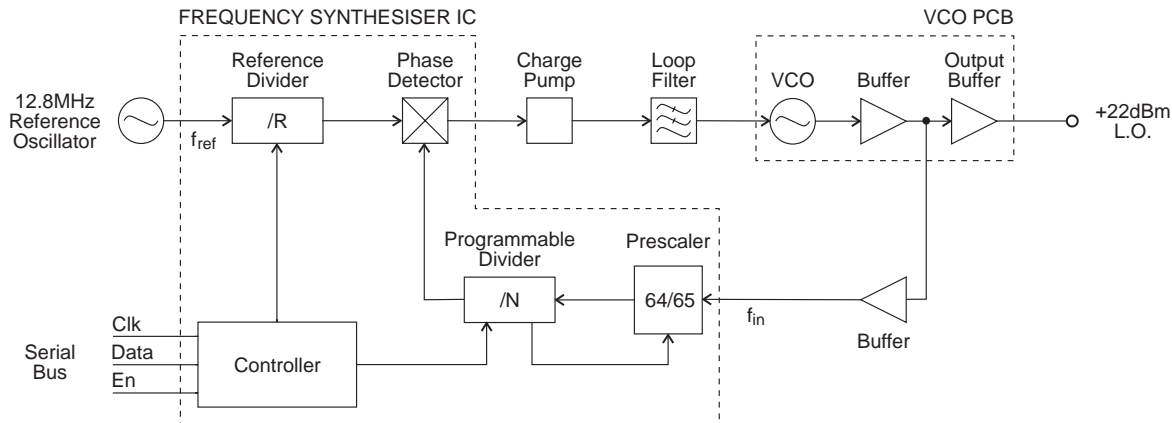 FREQUENCY SYNTHESISER IC
VCO PCB
Reference
Divider
Phase
Detector
Charge
Pump
Loop
Filter
VCO
Buffer
Output
Buffer
12.8MHz
Reference
Oscillator
fref
/R
+22dBm
L.O.
Programmable
Divider
Prescaler
/N
64/65
fin
Buffer
Serial
Bus
Clk
Data
En
Controller